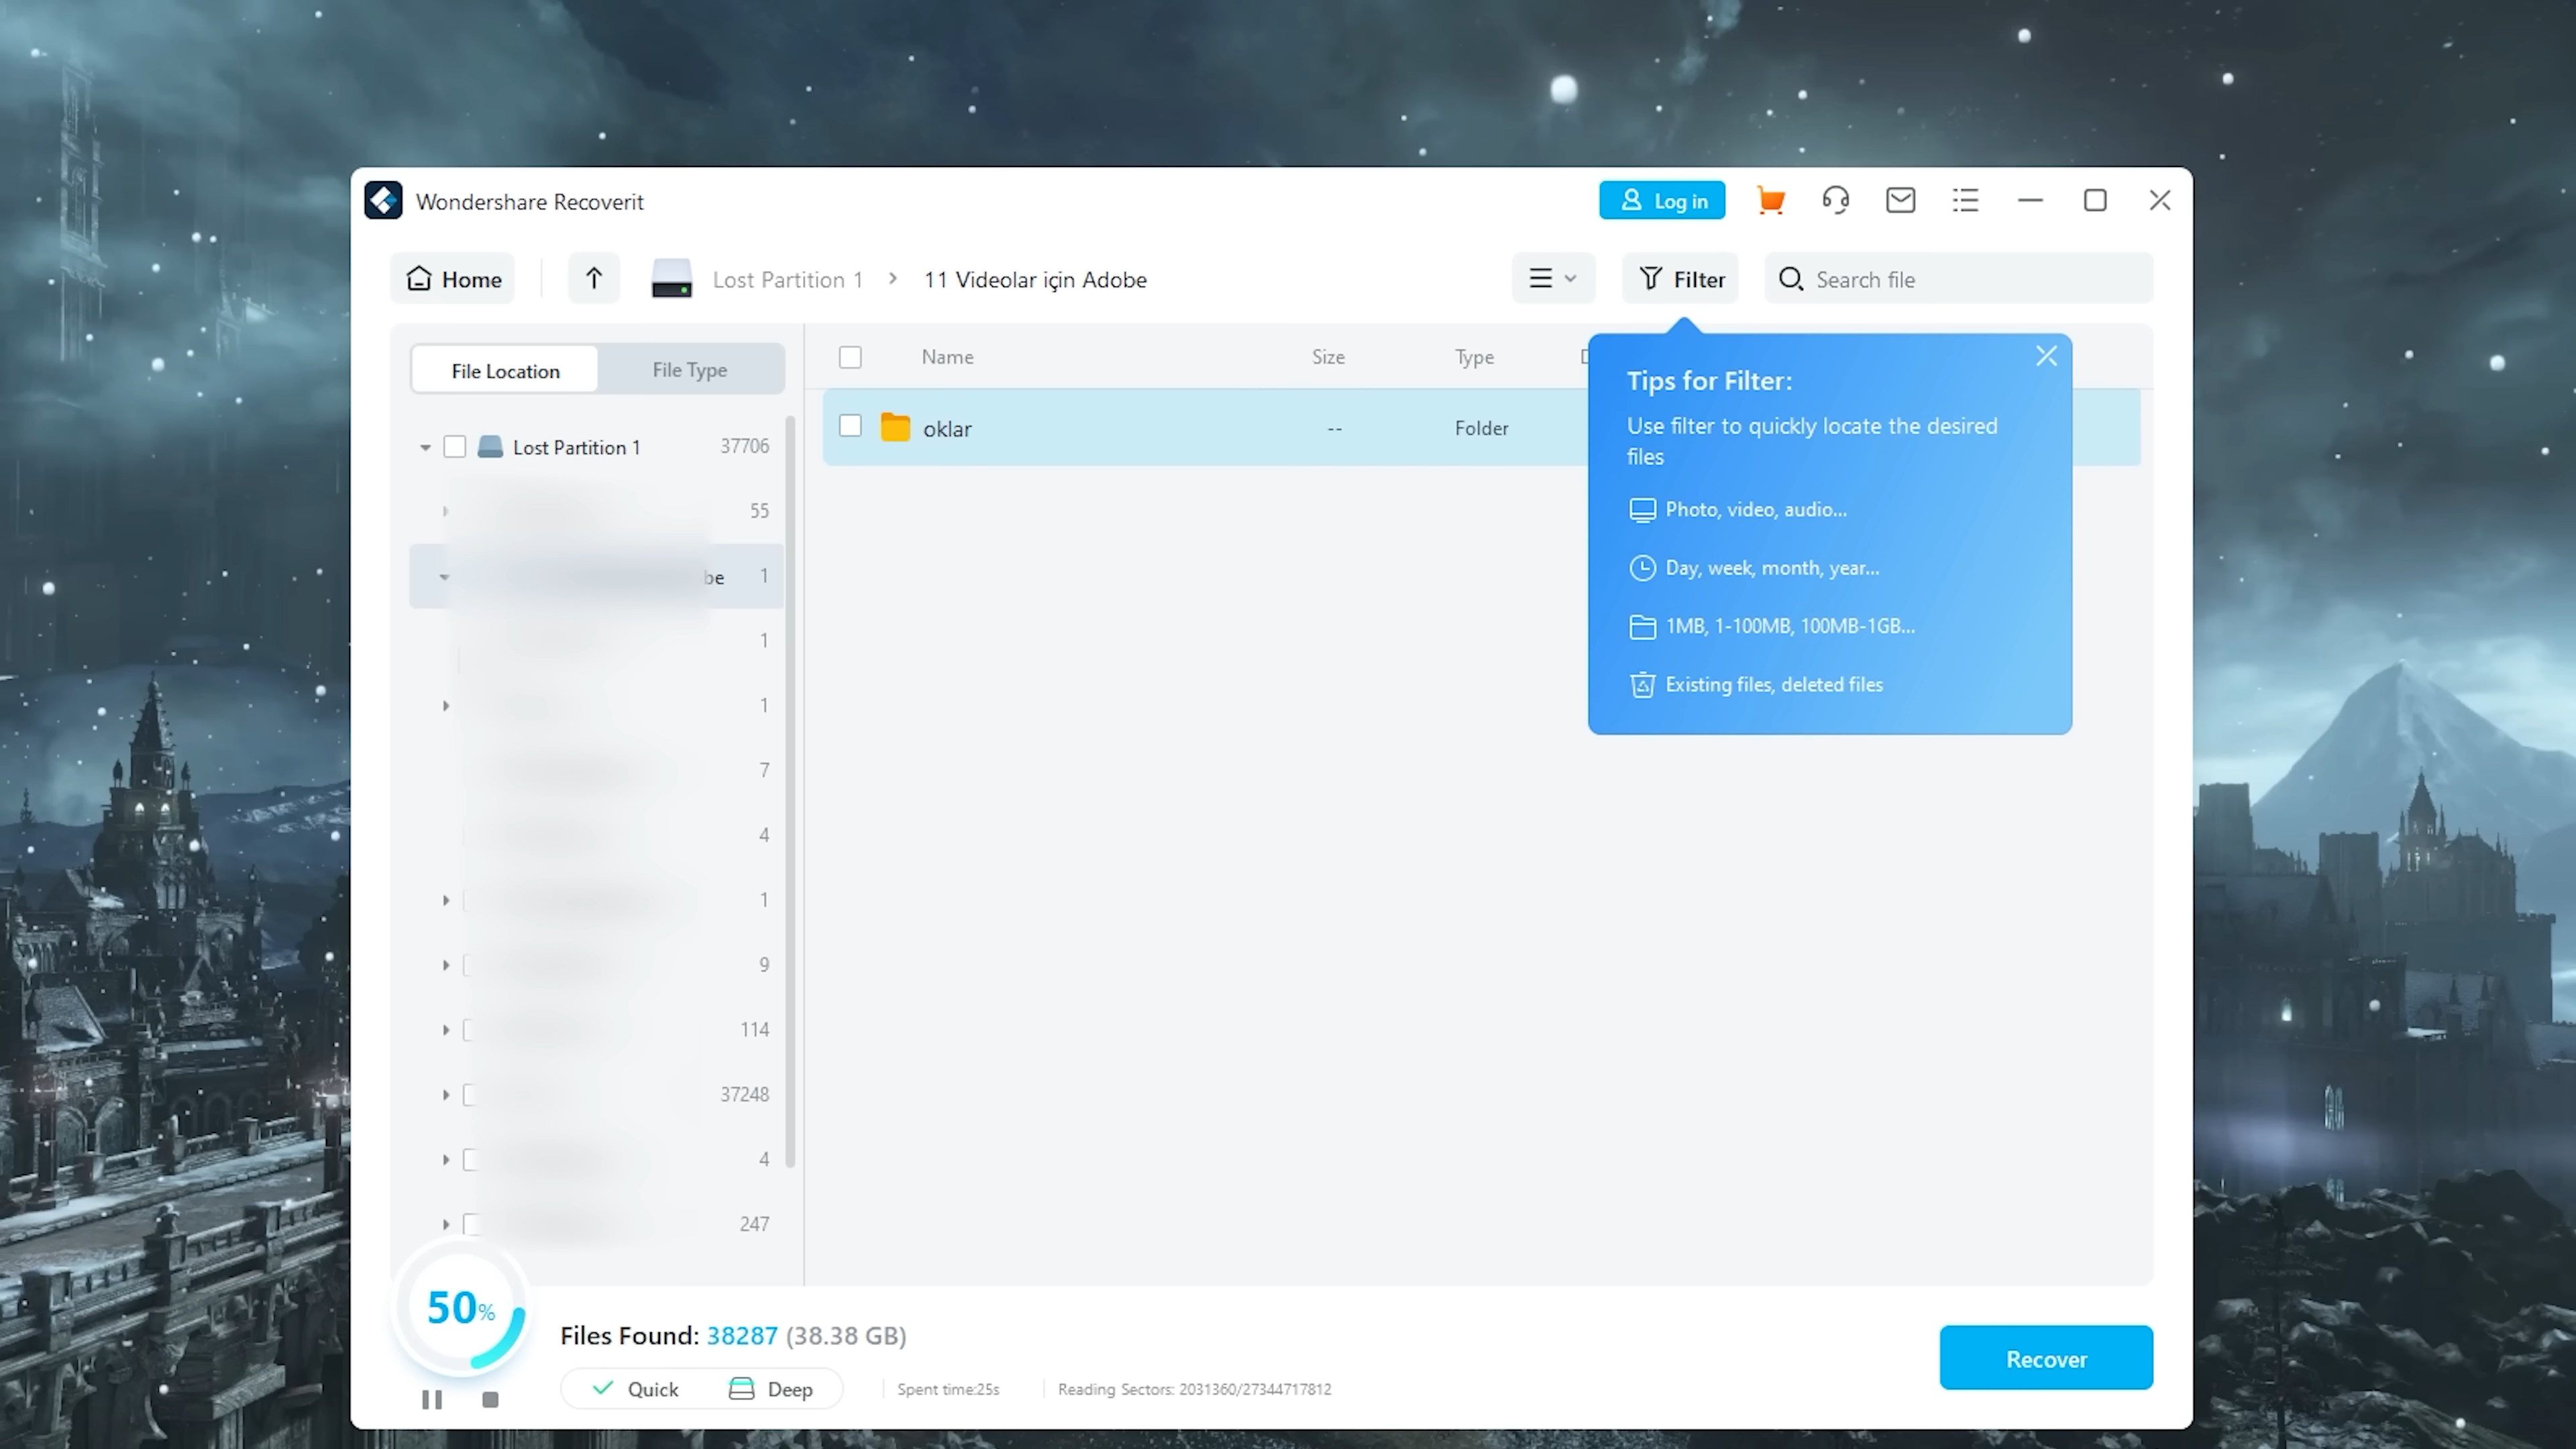 Wondershare Recoverit
Log in
Home
Lost Partition 1
11 Videolar için Adobe
Filter
Search file
File Location
File Type
Name
Size
Type
Lost Partition 1
37706
oklar
--
Folder
Tips for Filter:
Use filter to quickly locate the desired
files
Photo, video, audio...
Day, week, month, year...
1MB, 1-100MB, 100MB-1GB...
Existing files, deleted files
55
be
1
1
1
7
4
1
9
114
37248
4
247
50%
Files Found: 38287 (38.38 GB)
Quick
Deep
Spent time:25s
Reading Sectors: 2031360/27344717812
Recover